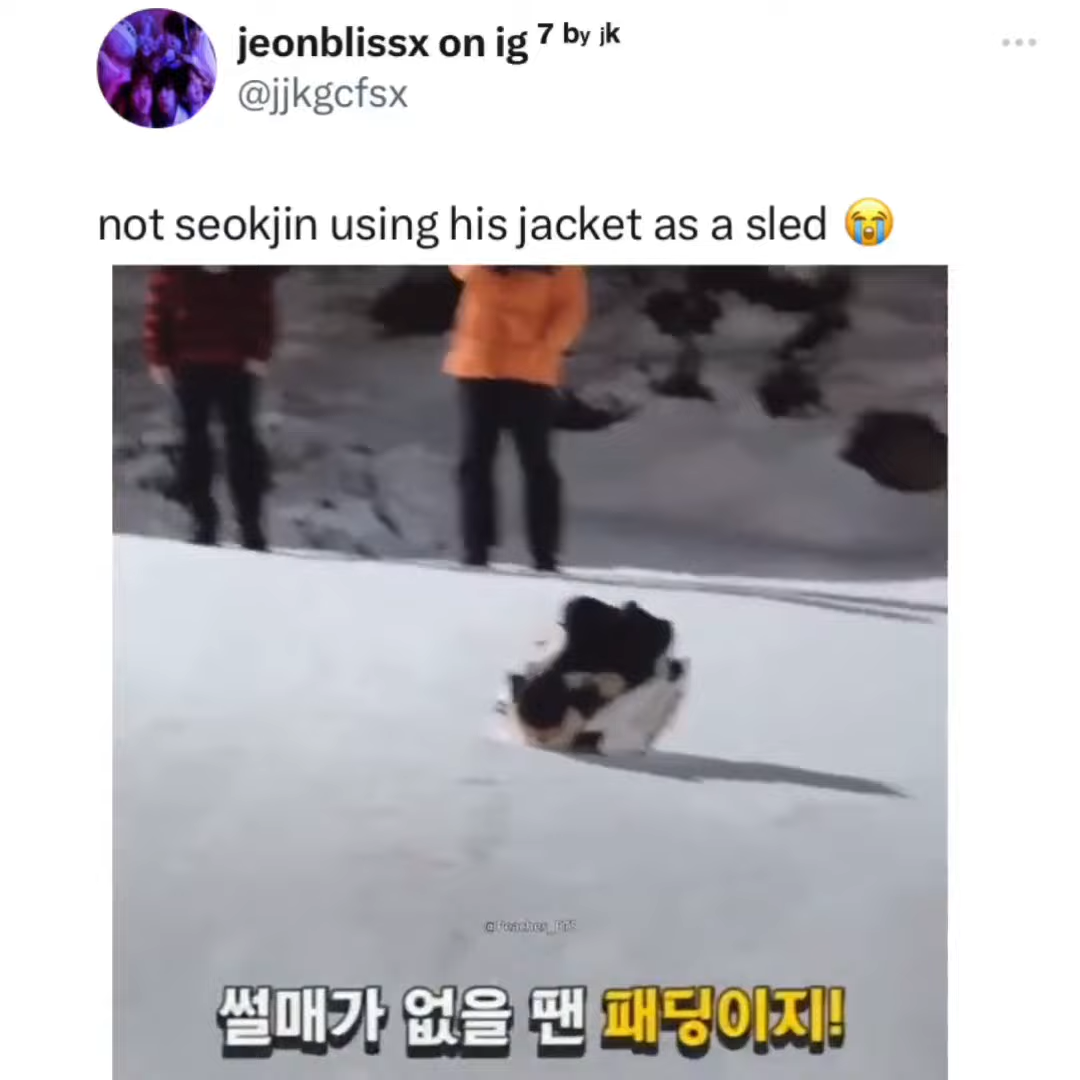 jeonblissx on ig ⁷ ᵇʸ ʲᵏ
@jjkgcfsx
not seokjin using his jacket as a sled 😭
썰매가 없을 땐 패딩이지!